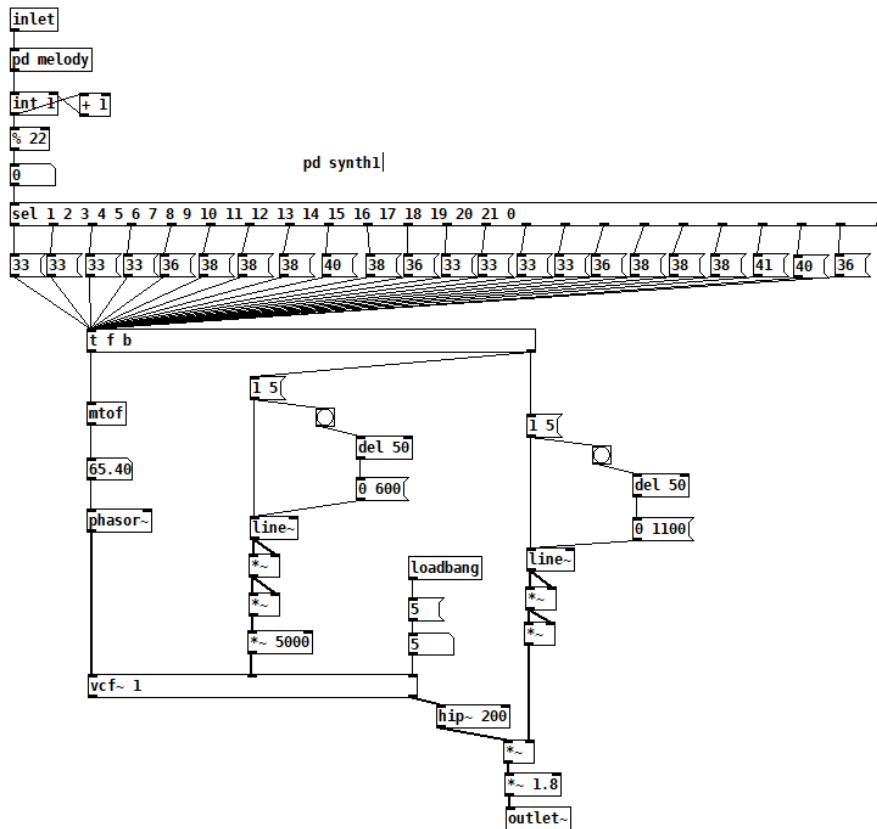 inlet
pd melody
int 1
+ 1
% 22
0
pd synth1
sel 1 2 3 4 5 6 7 8 9 10 11 12 13 14 15 16 17 18 19 20 21 0
33 33 33 33 36 38 38 38 40 38 36 33 33 33 33 36 38 38 38 41 40 36
t f b
1 5
mtof
1 5
del 50
65.40
del 50
0 600
phasor~
line~
0 1100
*~
loadbang
line~
*~
5
*~
*~ 5000
5
*~
vcf~ 1
hip~ 200
*~
*~ 1.8
outlet~